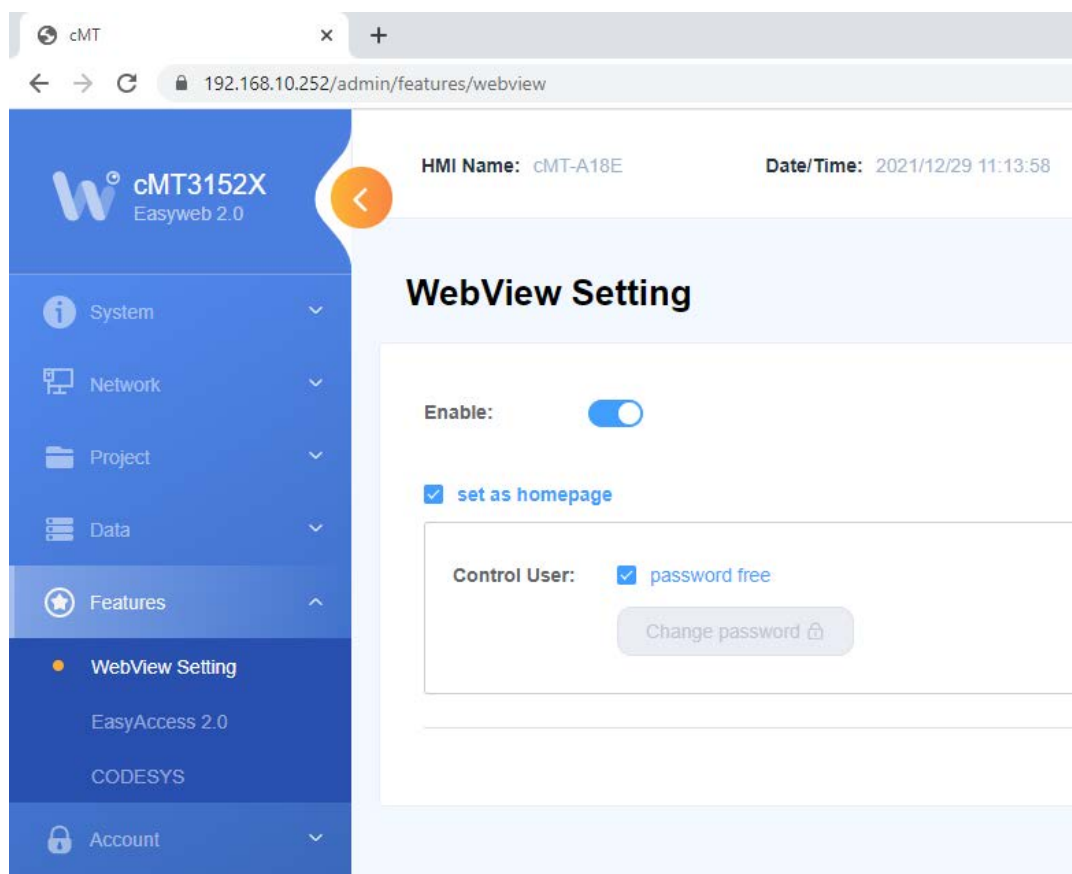 cMT
192.168.10.252/admin/features/webview
cMT3152X
Easyweb 2.0
HMI Name: cMT-A18E Date/Time: 2021/12/29 11:13:58
System
Network
Project
Data
Features
WebView Setting
EasyAccess 2.0
CODESYS
Account
WebView Setting
Enable:
set as homepage
Control User: password free
Change password